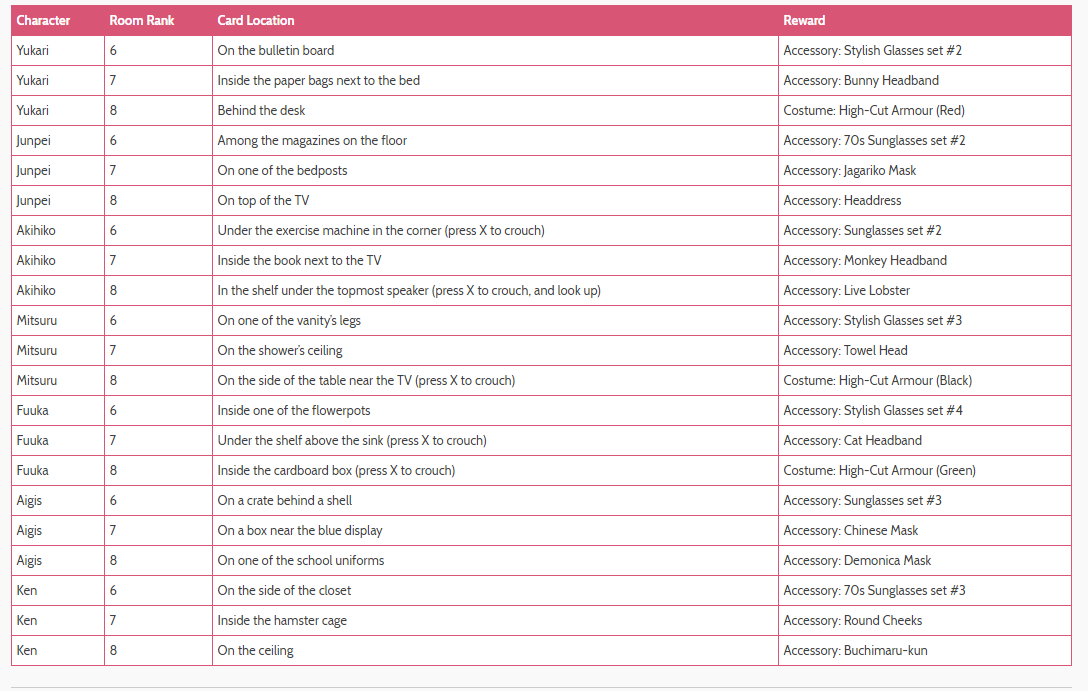 Character Room Rank Card Location Reward
Yukari 6 On the bulletin board Accessory: Stylish Glasses set #2
Yukari 7 Inside the paper bags next to the bed Accessory: Bunny Headband
Yukari 8 Behind the desk Costume: High-Cut Armour (Red)
Junpei 6 Among the magazines on the floor Accessory: 70s Sunglasses set #2
Junpei 7 On one of the bedposts Accessory: Jagariko Mask
Junpei 8 On top of the TV Accessory: Headdress
Akihiko 6 Under the exercise machine in the corner (press X to crouch) Accessory: Sunglasses set #2
Akihiko 7 Inside the book next to the TV Accessory: Monkey Headband
Akihiko 8 In the shelf under the topmost speaker (press X to crouch, and look up) Accessory: Live Lobster
Mitsuru 6 On one of the vanity's legs Accessory: Stylish Glasses set #3
Mitsuru 7 On the shower's ceiling Accessory: Towel Head
Mitsuru 8 On the side of the table near the TV (press X to crouch) Costume: High-Cut Armour (Black)
Fuuka 6 Inside one of the flowerpots Accessory: Stylish Glasses set #4
Fuuka 7 Under the shelf above the sink (press X to crouch) Accessory: Cat Headband
Fuuka 8 Inside the cardboard box (press X to crouch) Costume: High-Cut Armour (Green)
Aigis 6 On a crate behind a shell Accessory: Sunglasses set #3
Aigis 7 On a box near the blue display Accessory: Chinese Mask
Aigis 8 On one of the school uniforms Accessory: Demonica Mask
Ken 6 On the side of the closet Accessory: 70s Sunglasses set #3
Ken 7 Inside the hamster cage Accessory: Round Cheeks
Ken 8 On the ceiling Accessory: Buchimaru-kun